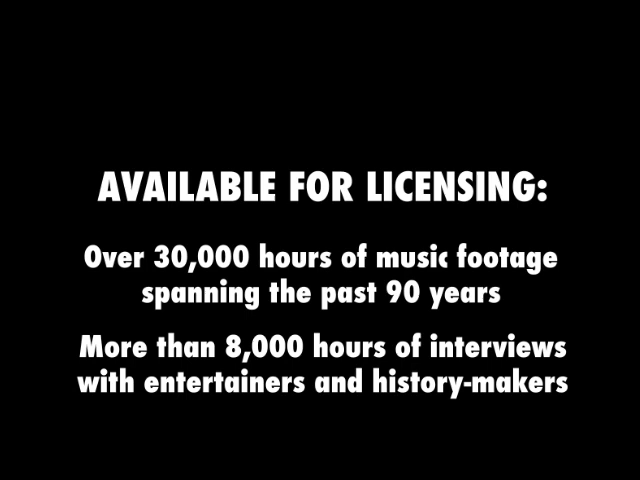 AVAILABLE FOR LICENSING:
Over 30,000 hours of music footage
spanning the past 90 years
More than 8,000 hours of interviews
with entertainers and history-makers